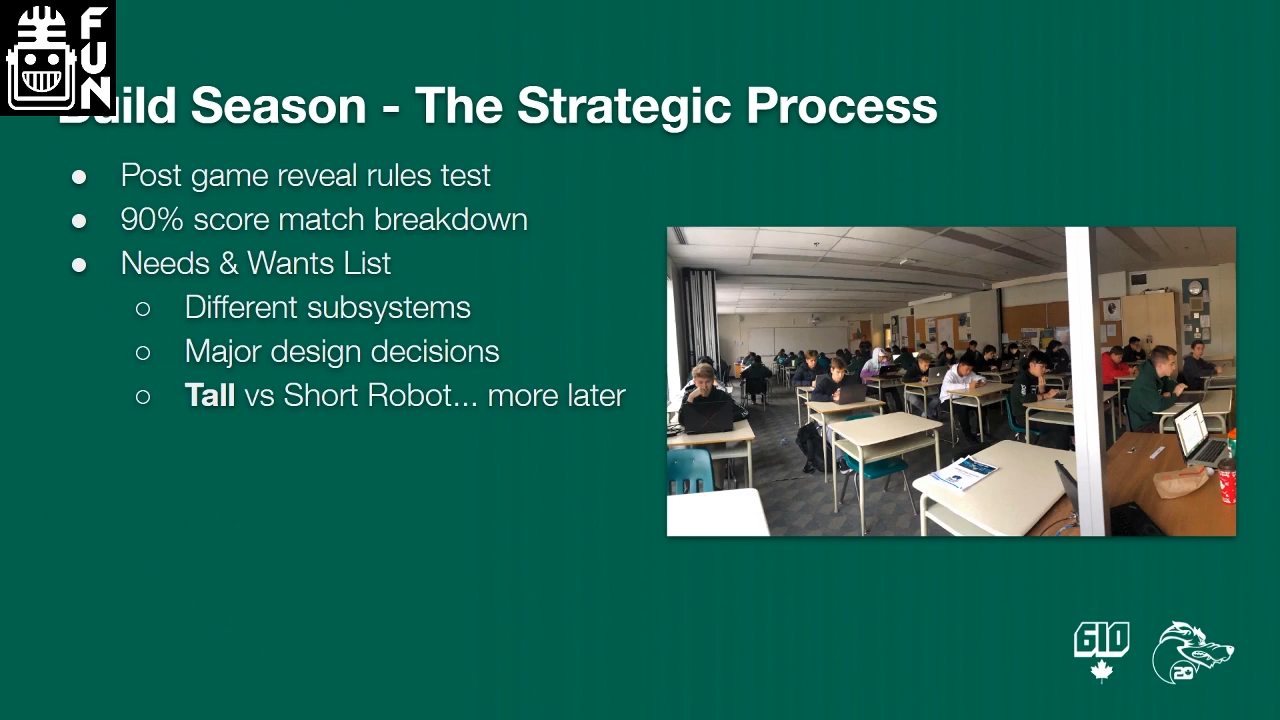 FUN
Build Season - The Strategic Process
● Post game reveal rules test
● 90% score match breakdown
● Needs & Wants List
○ Different subsystems
○ Major design decisions
○ Tall vs Short Robot... more later
610
20